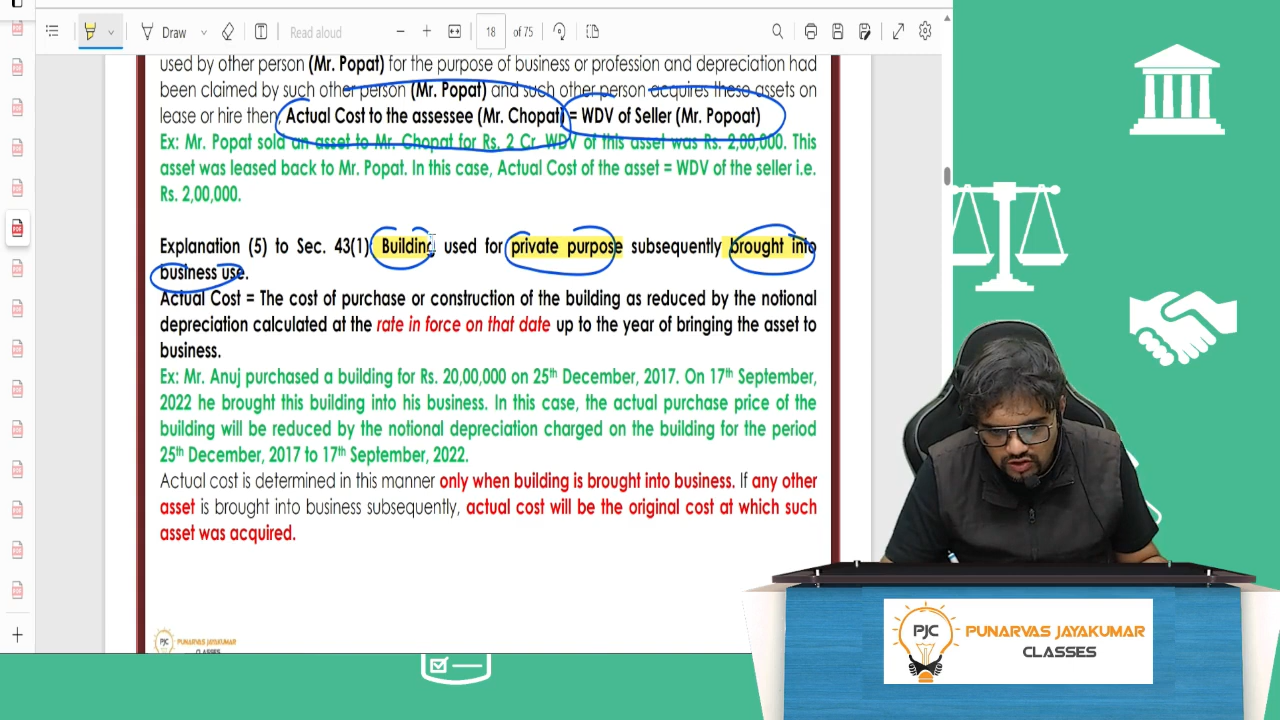 Draw
Read aloud
18 of 75
used by other person (Mr. Popat) for the purpose of business or profession and depreciation had
been claimed by such other person (Mr. Popat) and such other person acquires these assets on
lease or hire then, Actual Cost to the assessee (Mr. Chopat) = WDV of Seller (Mr. Popoat)
Ex: Mr. Popat sold an asset to Mr. Chopat for Rs. 2 Cr. WDV of this asset was Rs. 2,00,000. This
asset was leased back to Mr. Popat. In this case, Actual Cost of the asset = WDV of the seller i.e.
Rs. 2,00,000.
Explanation (5) to Sec. 43(1) Building used for private purpose subsequently brought into
business use.
Actual Cost = The cost of purchase or construction of the building as reduced by the notional
depreciation calculated at the rate in force on that date up to the year of bringing the asset to
business.
Ex: Mr. Anuj purchased a building for Rs. 20,00,000 on 25th December, 2017. On 17th September,
2022 he brought this building into his business. In this case, the actual purchase price of the
building will be reduced by the notional depreciation charged on the building for the period
25th December, 2017 to 17th September, 2022.
Actual cost is determined in this manner only when building is brought into business. If any other
asset is brought into business subsequently, actual cost will be the original cost at which such
asset was acquired.
PJC
PUNARVAS JAYAKUMAR
CLASSES
PJC
PUNARVAS JAYAKUMAR
CLASSES